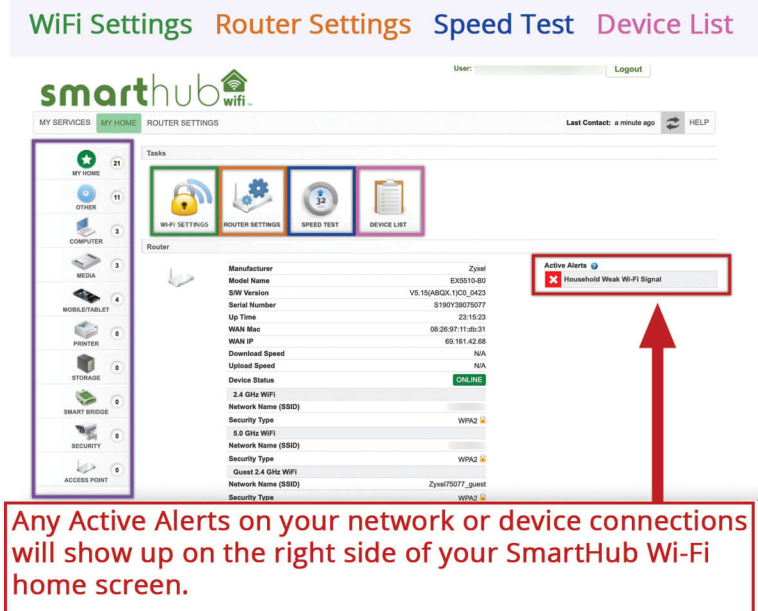 WiFi Settings Router Settings Speed Test Device List
User:
Logout
smarthub wifi
MY SERVICES MY HOME ROUTER SETTINGS
Last Contact: a minute ago HELP
21
MY HOME
11
OTHER
3
COMPUTER
3
MEDIA
4
MOBILE/TABLET
0
PRINTER
0
STORAGE
0
SMART BRIDGE
0
SECURITY
0
ACCESS POINT
Tasks
32
WI-FI SETTINGS ROUTER SETTINGS SPEED TEST DEVICE LIST
Router
Manufacturer Zyxel
Model Name EX5510-B0
S/W Version V5.15(ABQX.1)C0_0423
Serial Number S190Y39075077
Up Time 23:15:23
WAN Mac 08:26:97:11:db:31
WAN IP 69.161.42.68
Download Speed N/A
Upload Speed N/A
Device Status ONLINE
2.4 GHz WiFi
Network Name (SSID)
Security Type WPA2
5.0 GHz WiFi
Network Name (SSID)
Security Type WPA2
Guest 2.4 GHz WiFi
Network Name (SSID) Zyxel75077_guest
Security Type WPA2
Active Alerts
Household Weak Wi-Fi Signal
Any Active Alerts on your network or device connections
will show up on the right side of your SmartHub Wi-Fi
home screen.